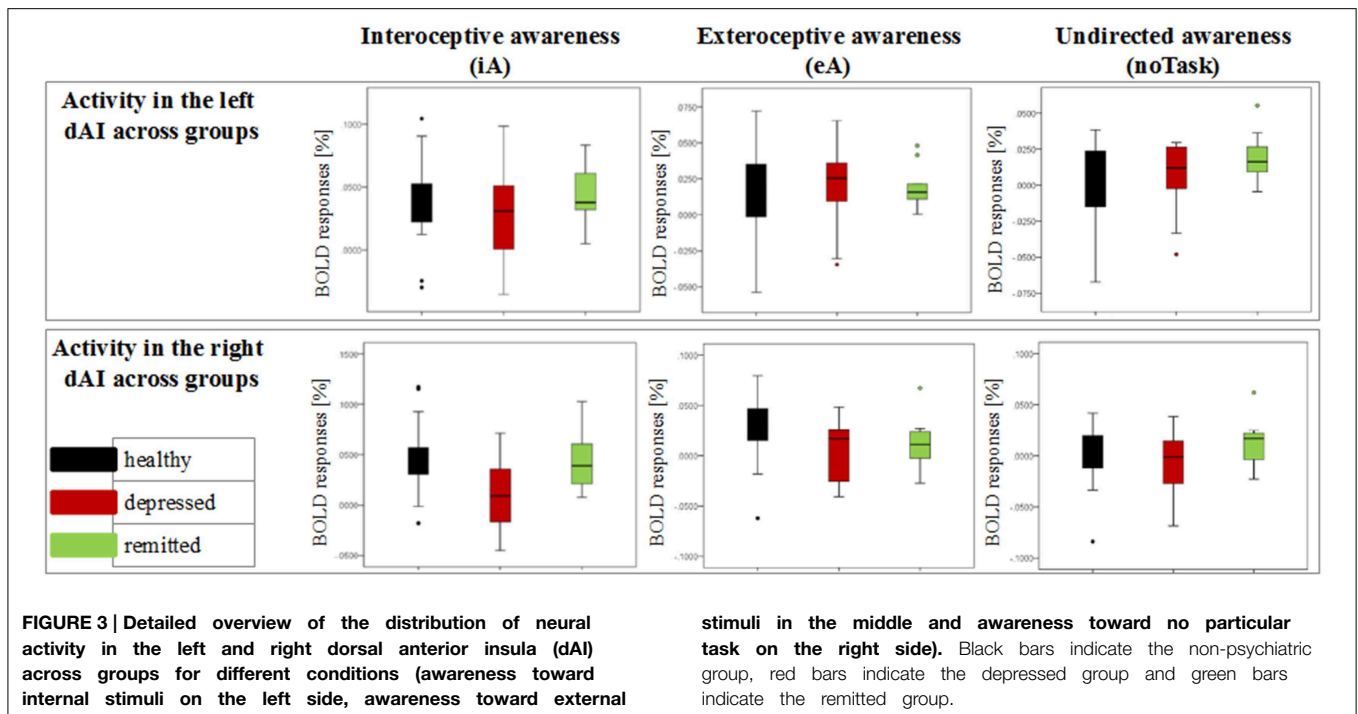 Interoceptive awareness
(iA)
Exteroceptive awareness
(eA)
Undirected awareness
(noTask)
Activity in the left
dAI across groups
BOLD responses [%]
.1000
.0500
.0000
BOLD responses [%]
.0750
.0500
.0250
.0000
-.0250
-.0500
BOLD responses [%]
.0500
.0250
.0000
-.0250
-.0500
-.0750
Activity in the right
dAI across groups
healthy
depressed
remitted
BOLD responses [%]
.1500
.1000
.0500
.0000
-.0500
BOLD responses [%]
.1000
.0500
.0000
-.0500
-.1000
BOLD responses [%]
.1000
.0500
.0000
-.0500
-.1000
FIGURE 3 | Detailed overview of the distribution of neural
activity in the left and right dorsal anterior insula (dAI)
across groups for different conditions (awareness toward
internal stimuli on the left side, awareness toward external
stimuli in the middle and awareness toward no particular
task on the right side). Black bars indicate the non-psychiatric
group, red bars indicate the depressed group and green bars
indicate the remitted group.